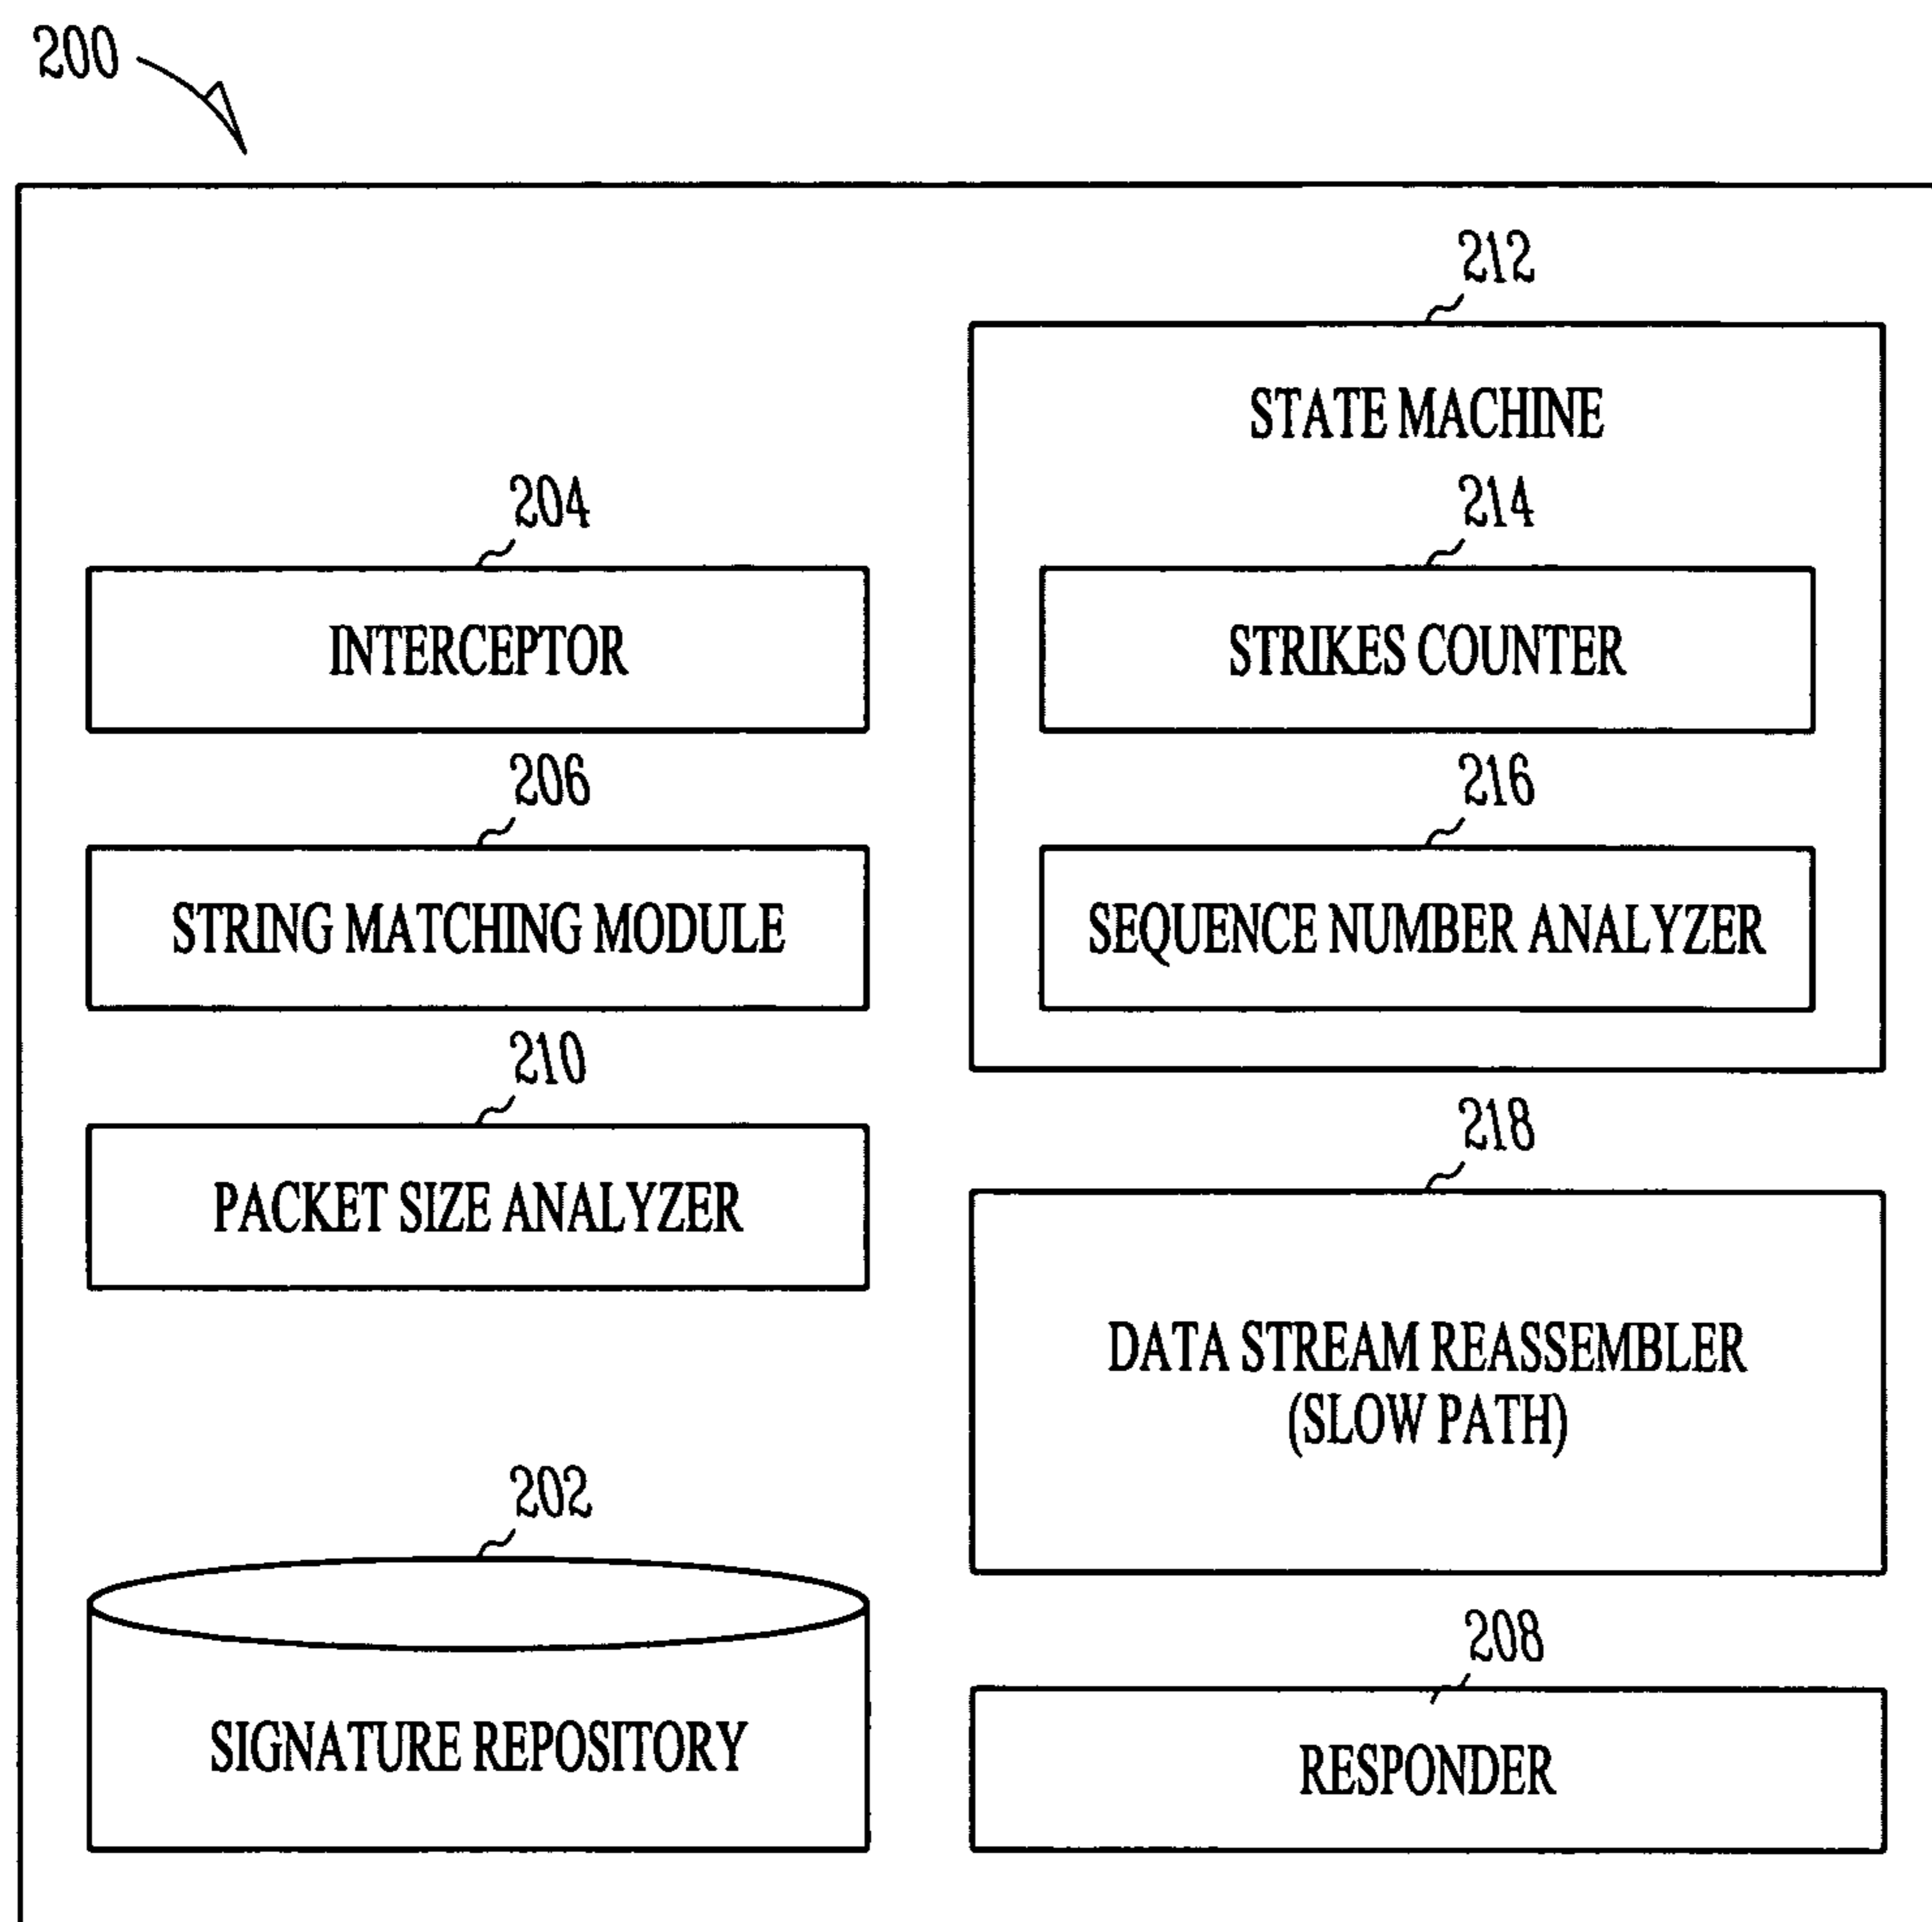 200
212
STATE MACHINE
204
INTERCEPTOR
214
STRIKES COUNTER
206
STRING MATCHING MODULE
216
SEQUENCE NUMBER ANALYZER
210
PACKET SIZE ANALYZER
218
DATA STREAM REASSEMBLER
(SLOW PATH)
202
SIGNATURE REPOSITORY
208
RESPONDER